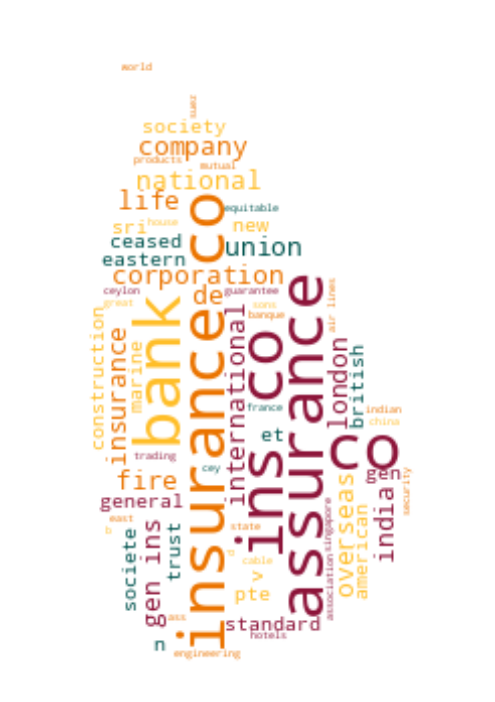 world
suez
society
company
products
mutual
national
life
co
equitable
sri
house
new
ceased
union
eastern
corporation
ceylon
de
guarantee
great
sons
banque
air lines
bank
insurance co
ins co
assurance
international
construction
insurance
marine
london
british
france
indian
china
et
co
trading
cey
fire
gen
security
general
india
overseas
american
singapore
east
state
gen ins
trust
societe
cable
v
pte
association
ass
standard
hotels
n
engineering